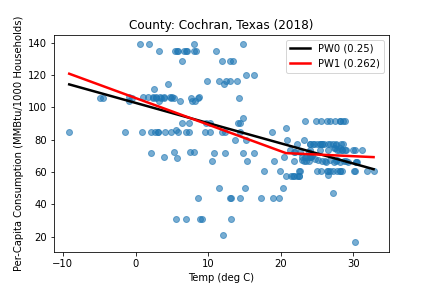 County: Cochran, Texas (2018)
PW0 (0.25)
PW1 (0.262)
Per-Capita Consumption (MMBtu/1000 Households)
140
120
100
80
60
40
20
−10
0
10
20
30
Temp (deg C)